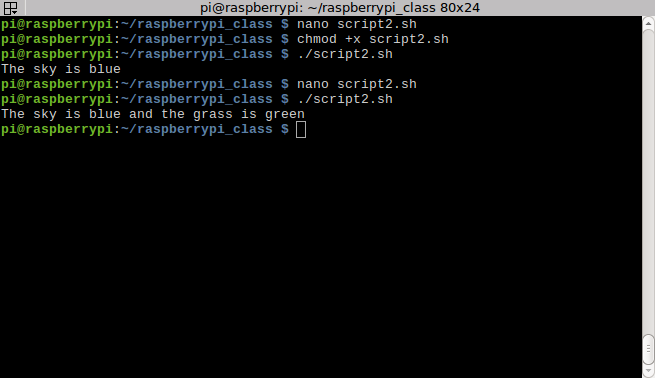 pi@raspberrypi: ~/raspberrypi_class 80x24
pi@raspberrypi:~/raspberrypi_class $ nano script2.sh
pi@raspberrypi:~/raspberrypi_class $ chmod +x script2.sh
pi@raspberrypi:~/raspberrypi_class $ ./script2.sh
The sky is blue
pi@raspberrypi:~/raspberrypi_class $ nano script2.sh
pi@raspberrypi:~/raspberrypi_class $ ./script2.sh
The sky is blue and the grass is green
pi@raspberrypi:~/raspberrypi_class $